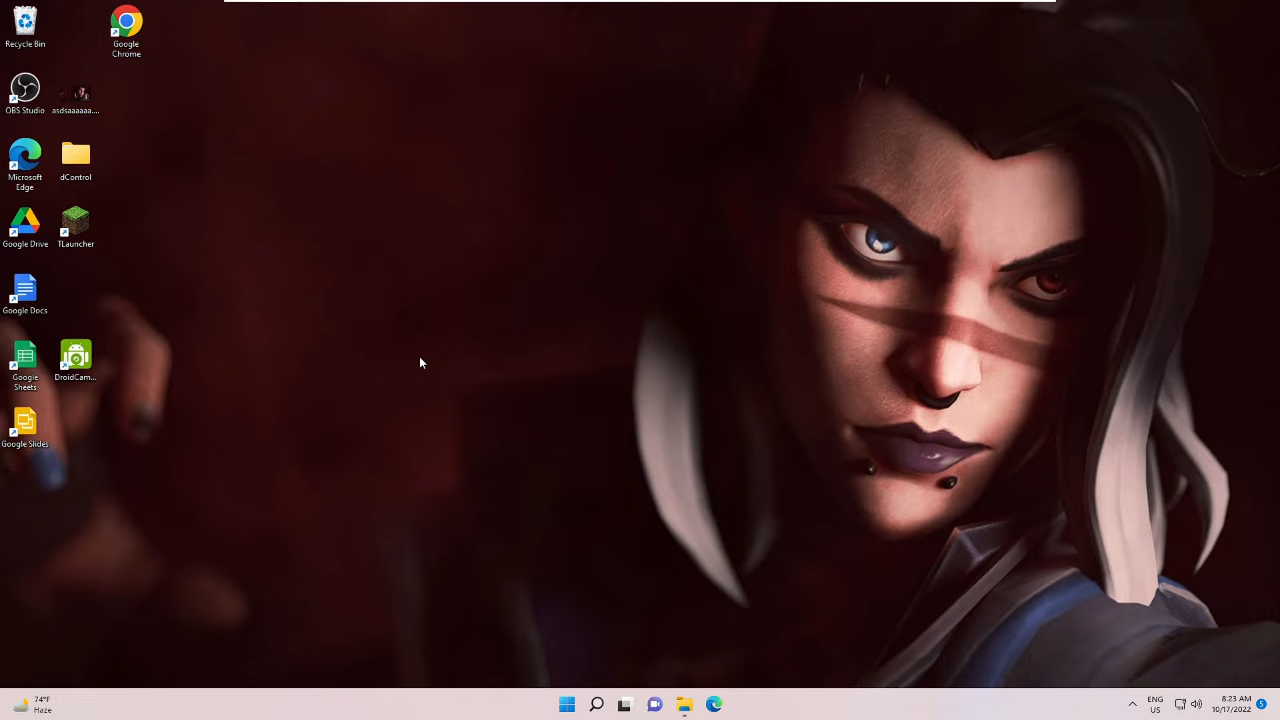 Recycle Bin
Google
Chrome
OBS Studio
asdsaaaaaa....
Microsoft
Edge
dControl
Google Drive
TLauncher
Google Docs
Google
Sheets
DroidCam...
Google Slides
74°F
Haze
ENG
US
8:23 AM
10/17/2022
5